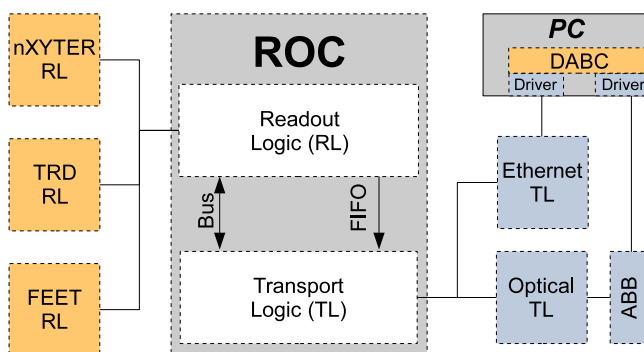 nXYTER
RL
TRD
RL
FEET
RL
ROC
Readout
Logic (RL)
Bus
FIFO
Transport
Logic (TL)
PC
DABC
Driver
Driver
Ethernet
TL
Optical
TL
ABB